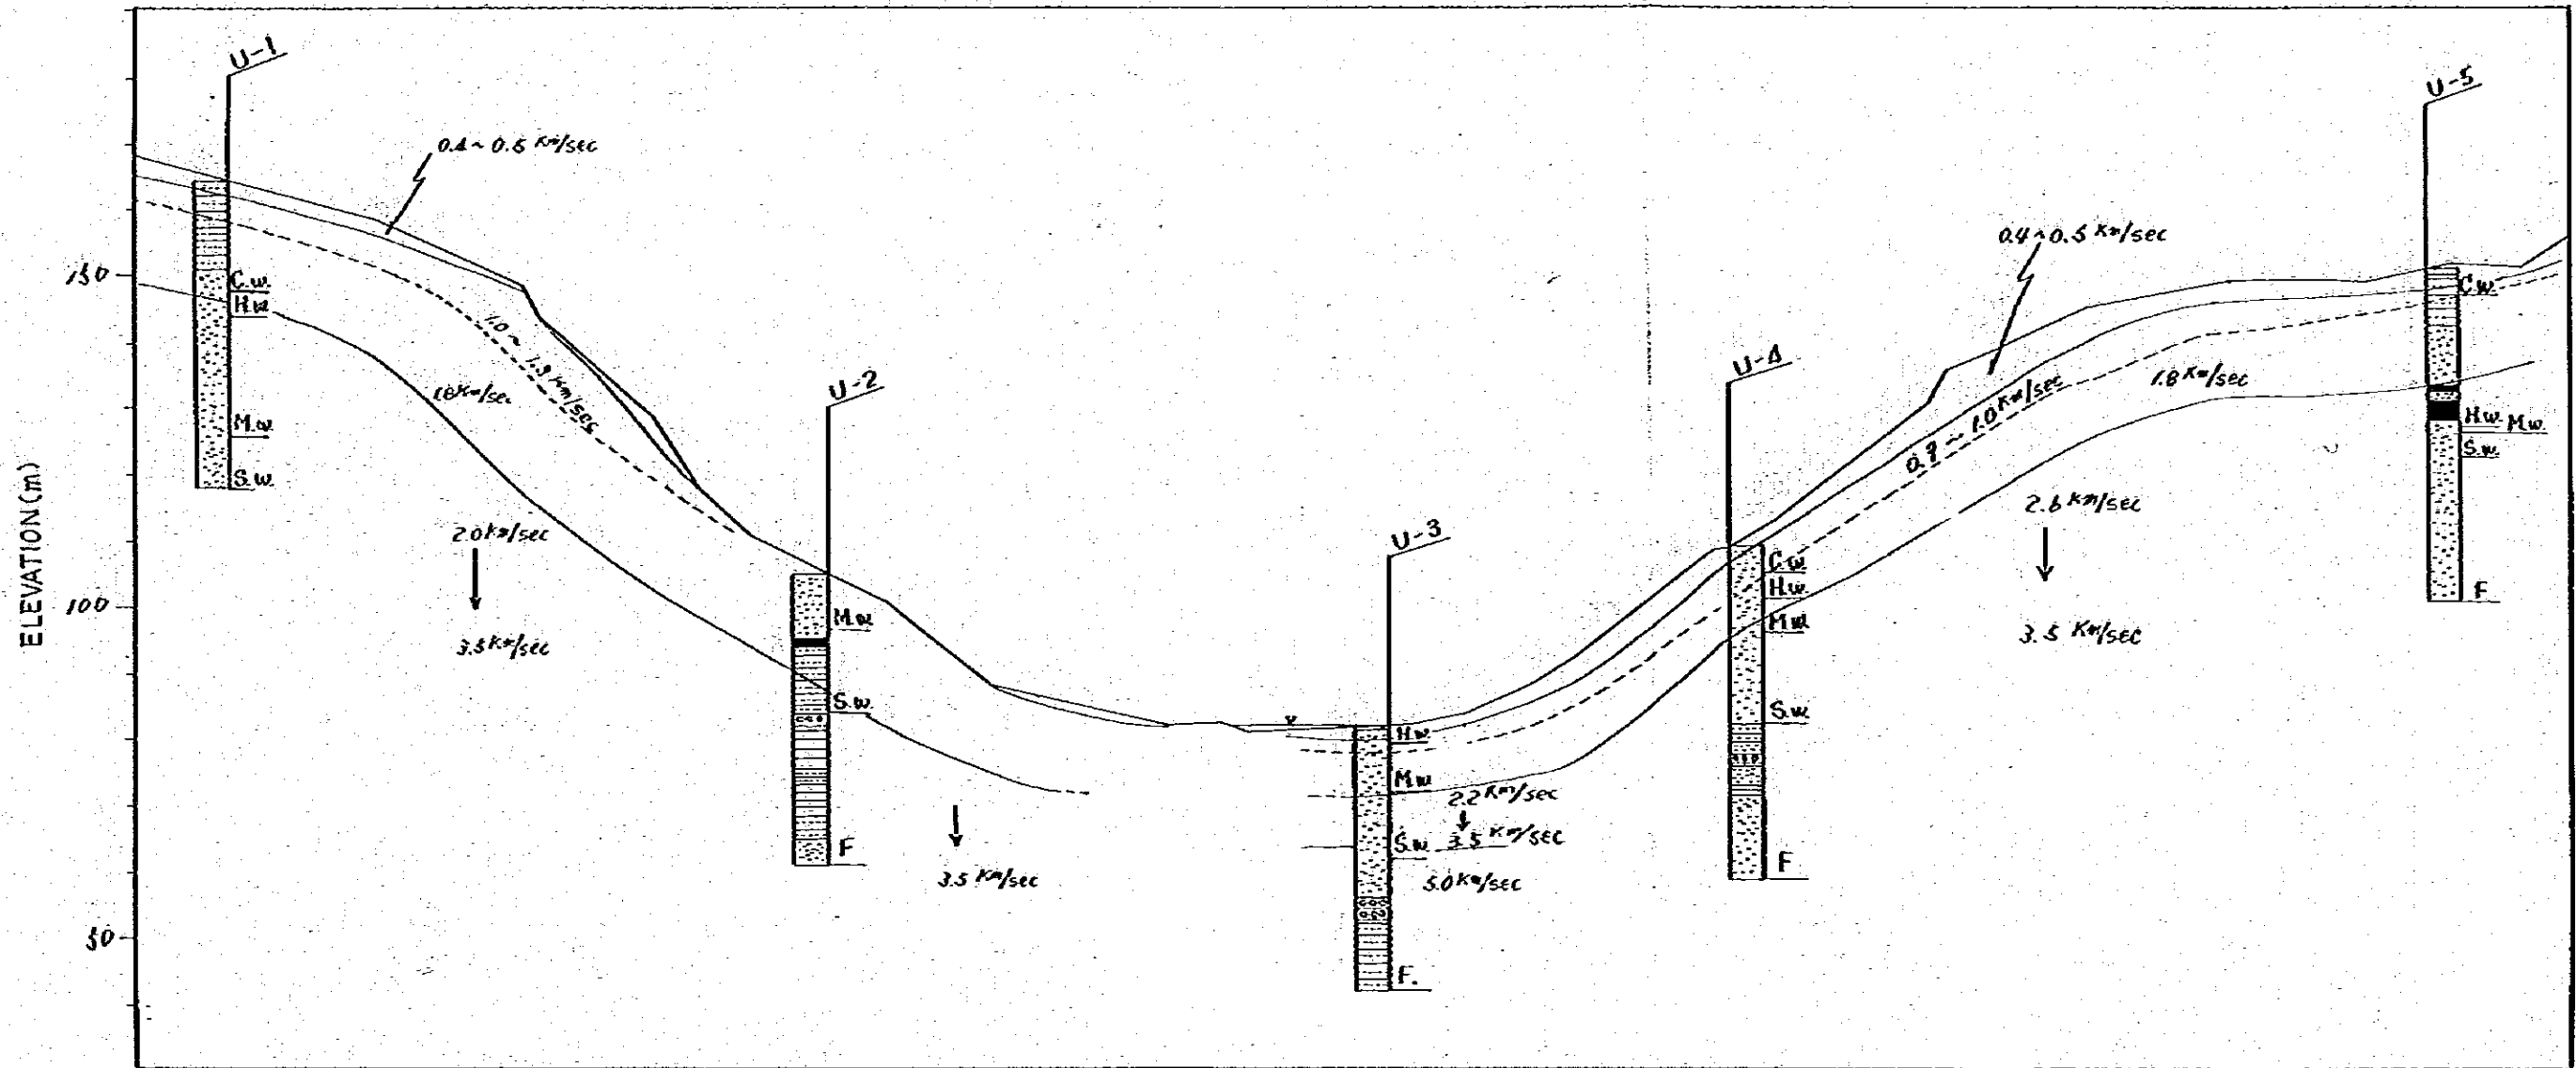 U-1
U-5
0.4~0.5 Km/sec
0.4~0.5 Km/sec
150
C.w.
H.w
C.w.
1.0~1.3 Km/sec
U-2
U-4
1.8 Km/sec
1.8 Km/sec
0.9~1.0 Km/sec
M.w
H.w. M.w.
S.w.
S.w.
ELEVATION(m)
2.0 Km/sec
2.6 Km/sec
U-3
C.w
H.w.
F
100
M.w
M.w
3.5 Km/sec
3.5 Km/sec
S.w.
S.w.
H.w
M.w
2.2 Km/sec
S.w. 3.5 Km/sec
F
F
3.5 Km/sec
5.0 Km/sec
50
F.